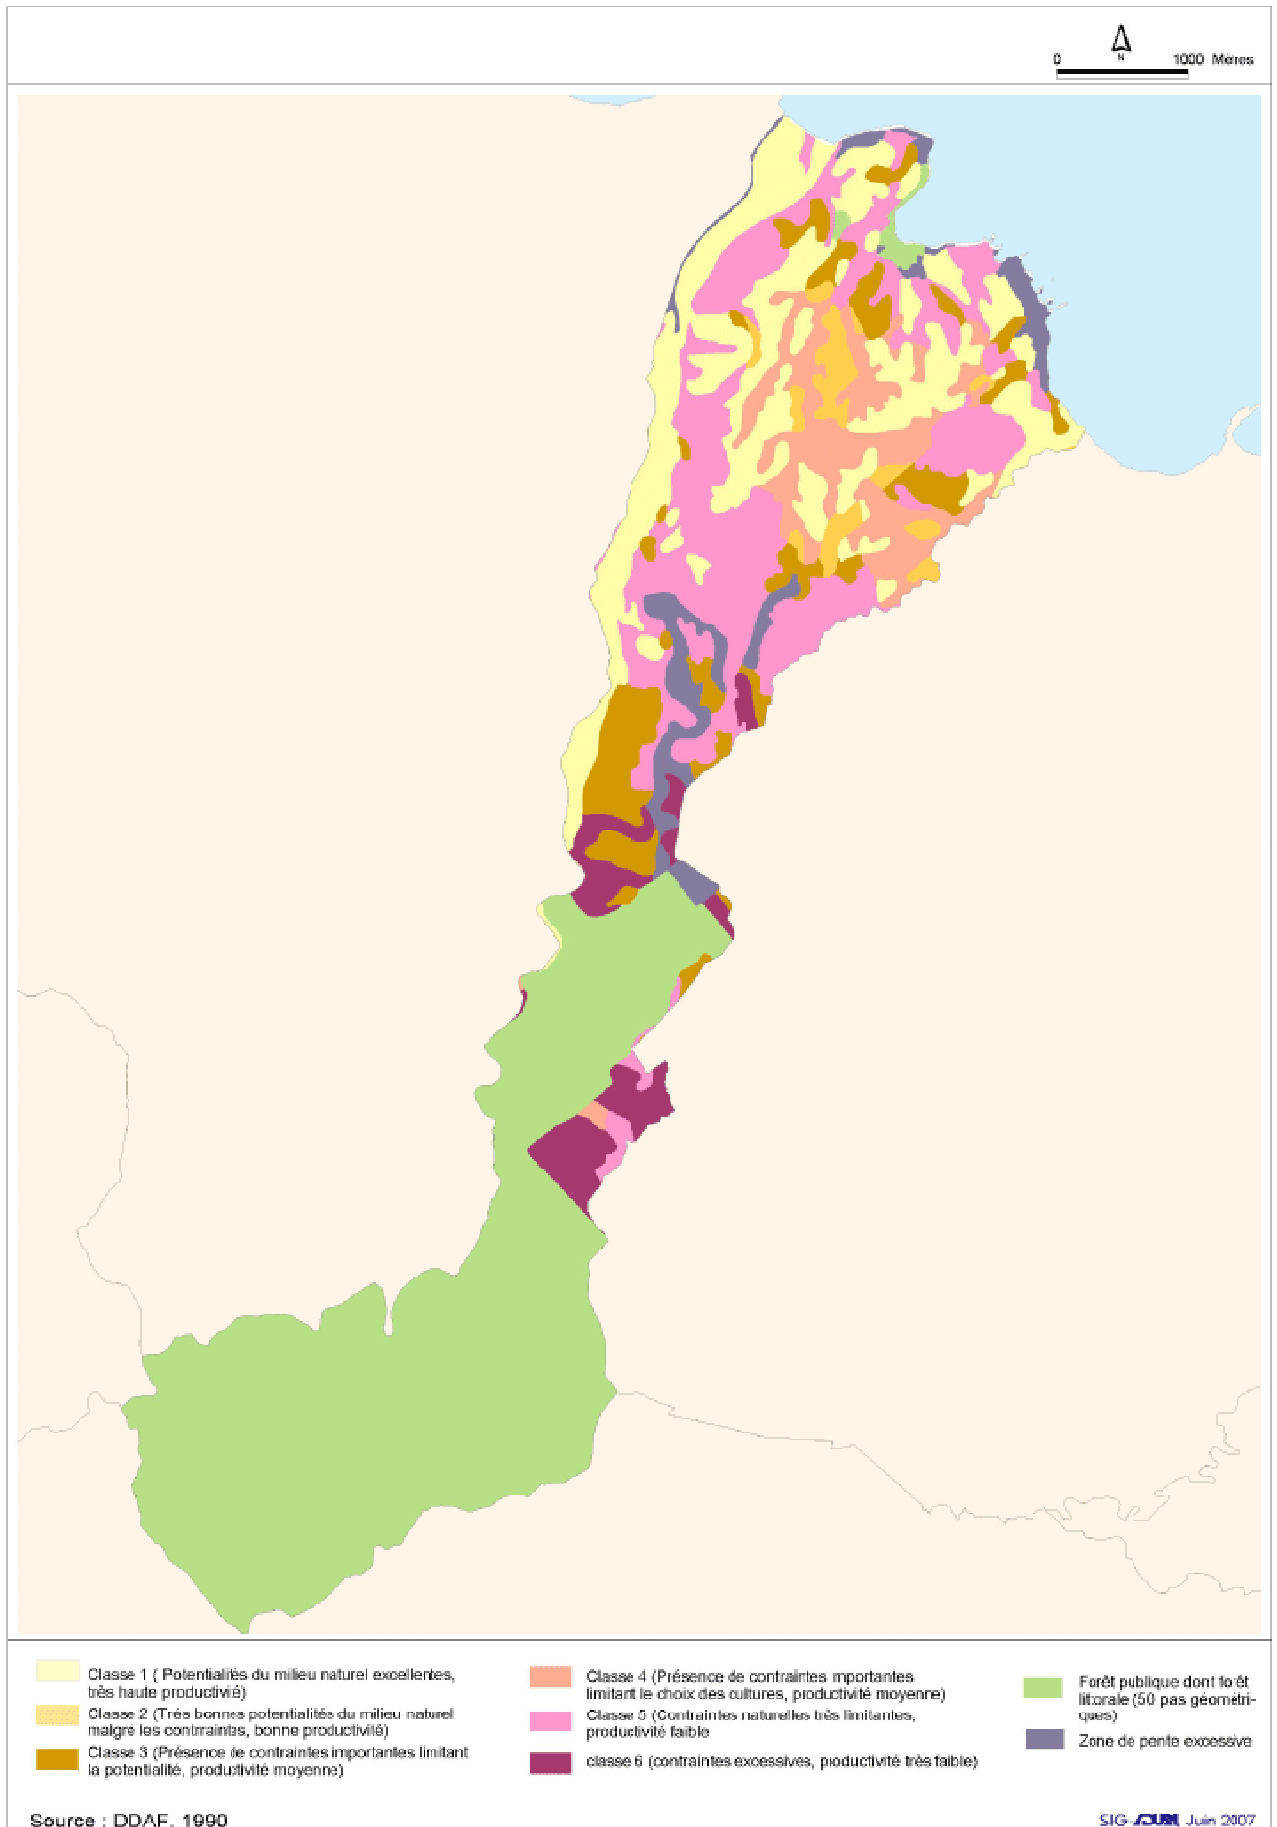 N
0 1000 Mètres
Classe 1 ( Potentialités du milieu naturel excellentes,
très haute productivié)
Classe 2 (Trés bonnes potentialités du milieu naturel
malgré les contrraintes, bonne productivité)
Classe 3 (Présence de contraintes importantes limitant
la potentialité, productivité moyenne)
Classe 4 (Présence de contraintes importantes
limitant le choix des cultures, productivité moyenne)
Classe 5 (Contraintes naturelles très limitantes,
productivité faible
classe 6 (contraintes excessives, productivité très faible)
Forêt publique dont forêt
littorale (50 pas géométri-
ques)
Zone de pente excessive
Source : DDAF, 1990
SIG- Juin 2007